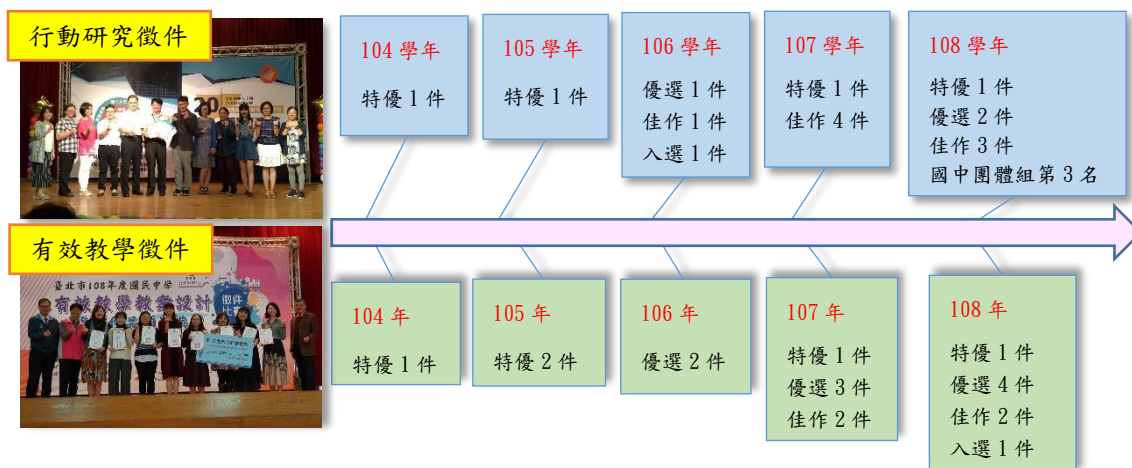 行動研究徵件
20
104 學年
特優 1 件
105 學年
特優 1 件
106 學年
優選 1 件
佳作 1 件
入選 1 件
107 學年
特優 1 件
佳作 4 件
108 學年
特優 1 件
優選 2 件
佳作 3 件
國中團體組第 3 名
有效教學徵件
臺北市108年度國民中學
有效教學教案設計
徵件
比賽
104 年
特優 1 件
105 年
特優 2 件
106 年
優選 2 件
107 年
特優 1 件
優選 3 件
佳作 2 件
108 年
特優 1 件
優選 4 件
佳作 2 件
入選 1 件